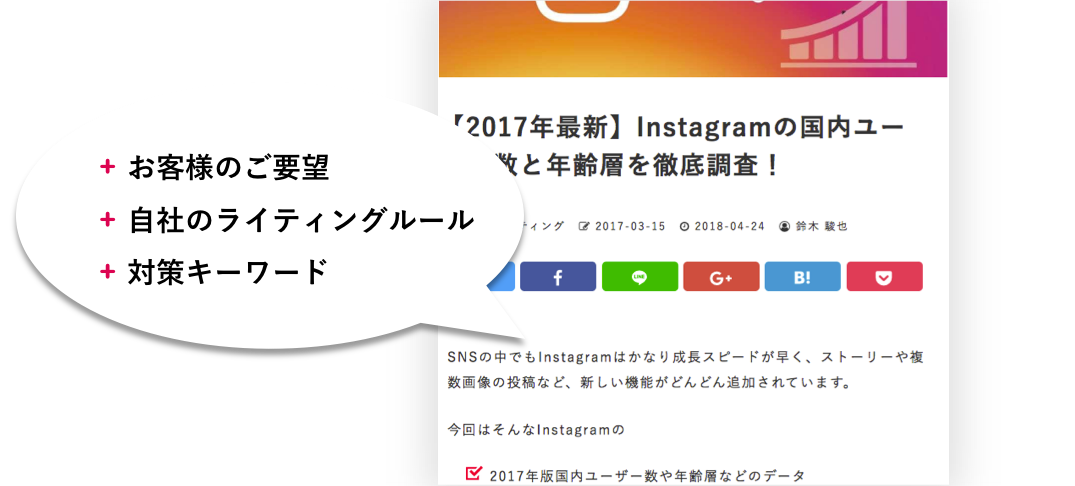 お客様のご要望
自社のライティングルール
対策キーワード
【2017年最新】Instagramの国内ユー
数と年齢層を徹底調査！
ティング 2017-03-15 2018-04-24 鈴木 駿也
f LINE G+ B!
SNSの中でもInstagramはかなり成長スピードが早く、ストーリーや複
数画像の投稿など、新しい機能がどんどん追加されています。
今回はそんなInstagramの
2017年版国内ユーザー数や年齢層などのデータ